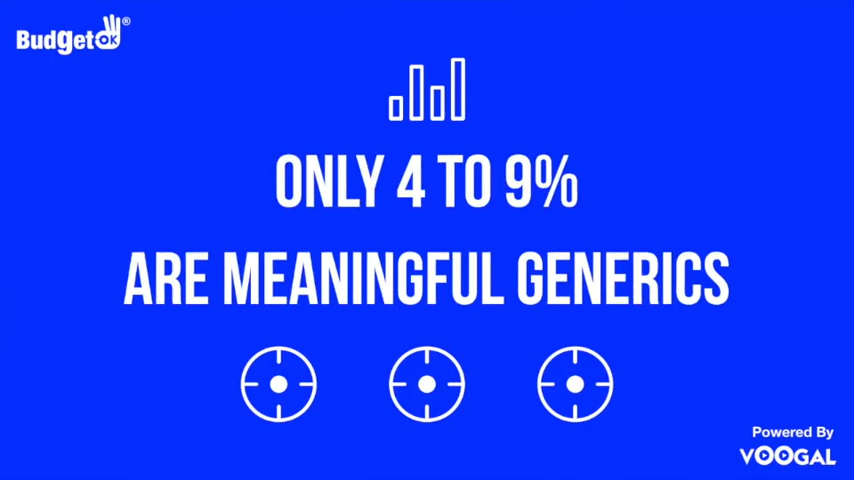 BudgetOK®
ONLY 4 TO 9%
ARE MEANINGFUL GENERICS
Powered By
VOOGAL